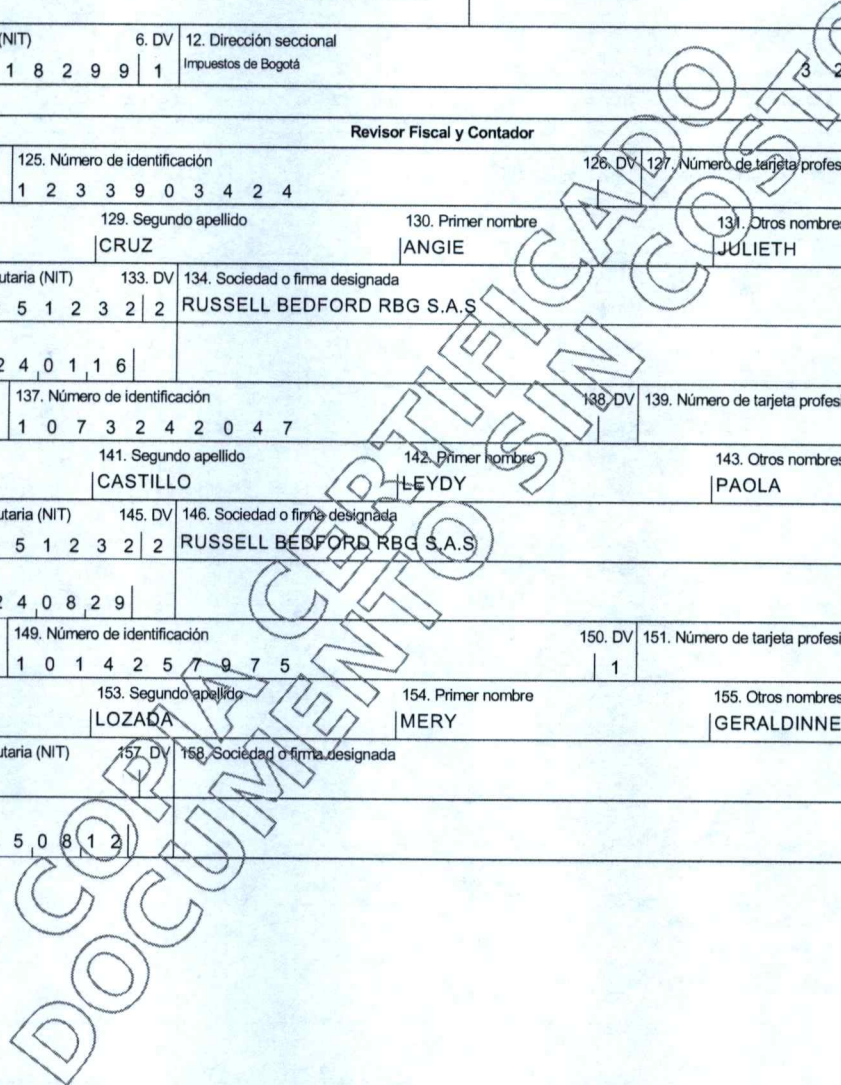 (NIT) 6. DV 12. Dirección seccional
1 8 2 9 9 1 Impuestos de Bogotá 3 2
Revisor Fiscal y Contador
125. Número de identificación 126. DV 127. Número de tarjeta profes
1 2 3 3 9 0 3 4 2 4
129. Segundo apellido 130. Primer nombre 131. Otros nombres
CRUZ ANGIE JULIETH
utaria (NIT) 133. DV 134. Sociedad o firma designada
5 1 2 3 2 2 RUSSELL BEDFORD RBG S.A.S
2 4 0 1 1 6
137. Número de identificación 138. DV 139. Número de tarjeta profesi
1 0 7 3 2 4 2 0 4 7
141. Segundo apellido 142. Primer nombre 143. Otros nombres
CASTILLO LEYDY PAOLA
utaria (NIT) 145. DV 146. Sociedad o firma designada
5 1 2 3 2 2 RUSSELL BEDFORD RBG S.A.S
2 4 0 8 2 9
149. Número de identificación 150. DV 151. Número de tarjeta profesi
1 0 1 4 2 5 7 9 7 5 1
153. Segundo apellido 154. Primer nombre 155. Otros nombres
LOZADA MERY GERALDINNE
utaria (NIT) 157. DV 158. Sociedad o firma designada
5 0 8 1 2
COPIA CERTIFICADO
DOCUMENTO SIN COSTO